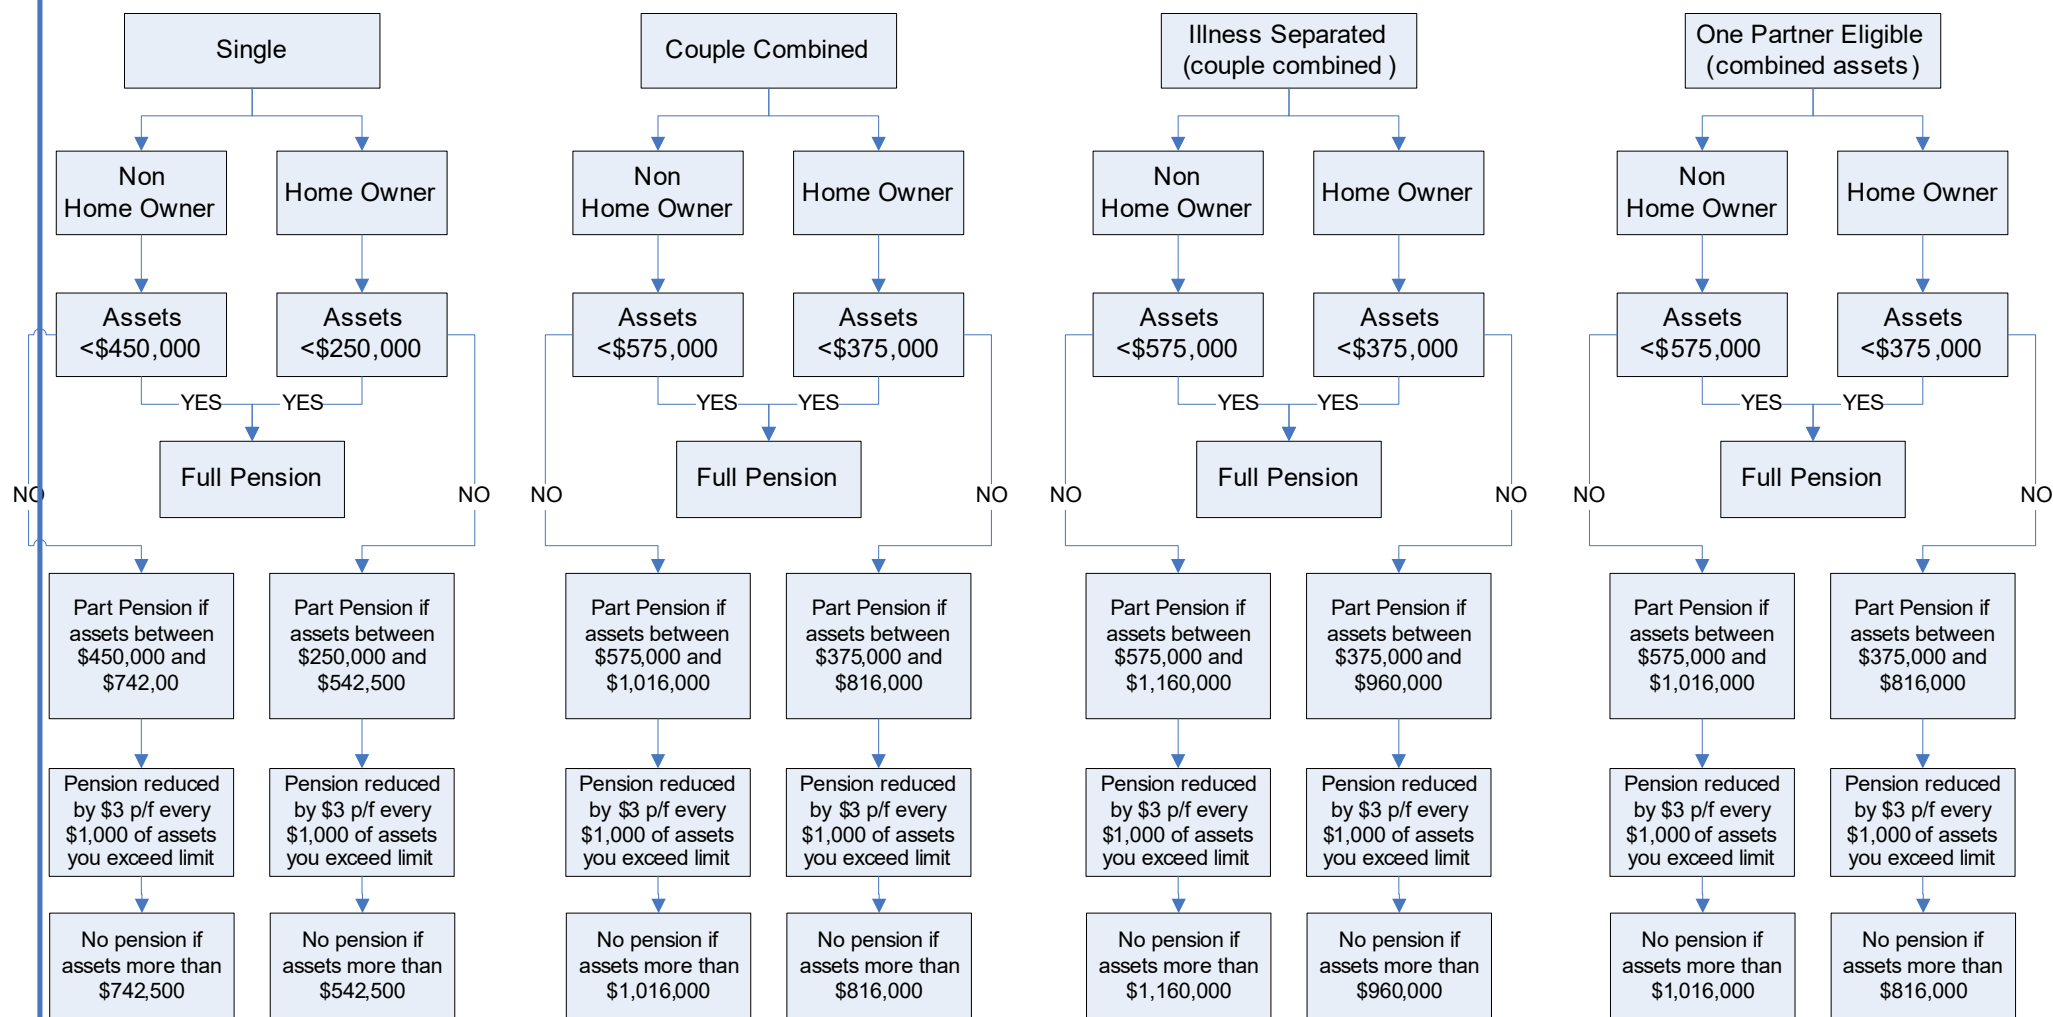 Single
Couple Combined
Illness Separated
(couple combined )
One Partner Eligible
(combined assets)
Non
Home Owner
Home Owner
Non
Home Owner
Home Owner
Non
Home Owner
Home Owner
Non
Home Owner
Home Owner
Assets
<$450,000
Assets
<$250,000
Assets
<$575,000
Assets
<$375,000
Assets
<$575,000
Assets
<$375,000
Assets
<$575,000
Assets
<$375,000
YES
YES
YES
YES
YES
YES
YES
YES
Full Pension
Full Pension
Full Pension
Full Pension
NO
NO
NO
NO
NO
NO
NO
NO
Part Pension if
assets between
$450,000 and
$742,00
Part Pension if
assets between
$250,000 and
$542,500
Part Pension if
assets between
$575,000 and
$1,016,000
Part Pension if
assets between
$375,000 and
$816,000
Part Pension if
assets between
$575,000 and
$1,160,000
Part Pension if
assets between
$375,000 and
$960,000
Part Pension if
assets between
$575,000 and
$1,016,000
Part Pension if
assets between
$375,000 and
$816,000
Pension reduced
by $3 p/f every
$1,000 of assets
you exceed limit
Pension reduced
by $3 p/f every
$1,000 of assets
you exceed limit
Pension reduced
by $3 p/f every
$1,000 of assets
you exceed limit
Pension reduced
by $3 p/f every
$1,000 of assets
you exceed limit
Pension reduced
by $3 p/f every
$1,000 of assets
you exceed limit
Pension reduced
by $3 p/f every
$1,000 of assets
you exceed limit
Pension reduced
by $3 p/f every
$1,000 of assets
you exceed limit
Pension reduced
by $3 p/f every
$1,000 of assets
you exceed limit
No pension if
assets more than
$742,500
No pension if
assets more than
$542,500
No pension if
assets more than
$1,016,000
No pension if
assets more than
$816,000
No pension if
assets more than
$1,160,000
No pension if
assets more than
$960,000
No pension if
assets more than
$1,016,000
No pension if
assets more than
$816,000